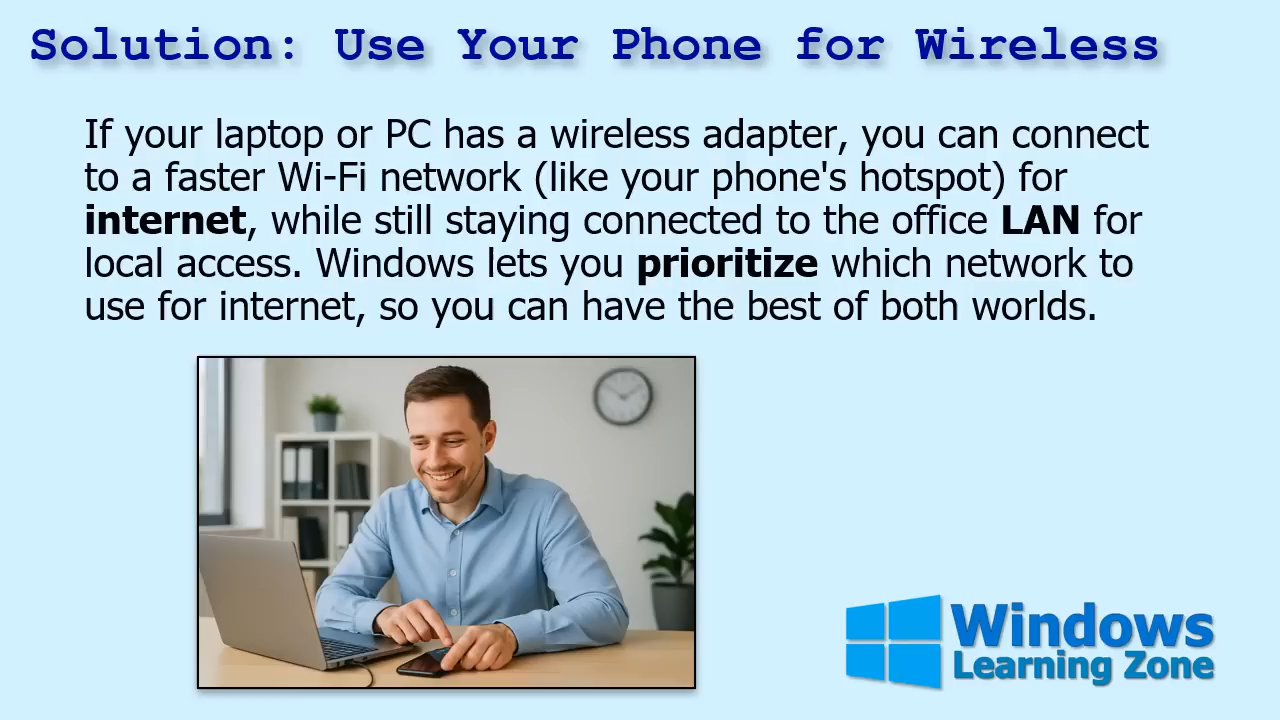 Solution: Use Your Phone for Wireless
If your laptop or PC has a wireless adapter, you can connect
to a faster Wi-Fi network (like your phone's hotspot) for
internet, while still staying connected to the office LAN for
local access. Windows lets you prioritize which network to
use for internet, so you can have the best of both worlds.
Windows
Learning Zone